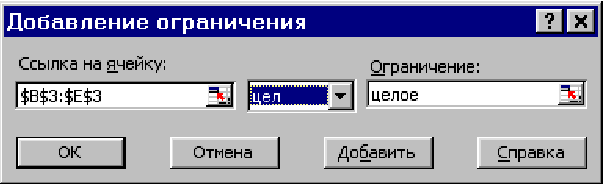 Добавление ограничения
Ссылка на ячейку:
Ограничение:
$B$3:$E$3
цел
целое
OK
Отмена
Добавить
Справка